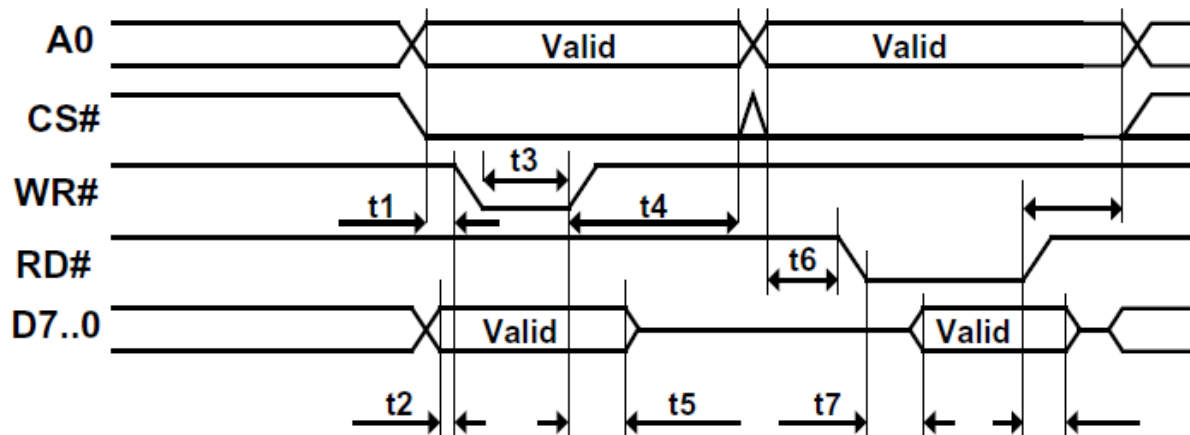 A0 Valid Valid
CS#
t3
WR#
t1 t4
RD# t6
D7..0 Valid Valid
t2 t5 t7